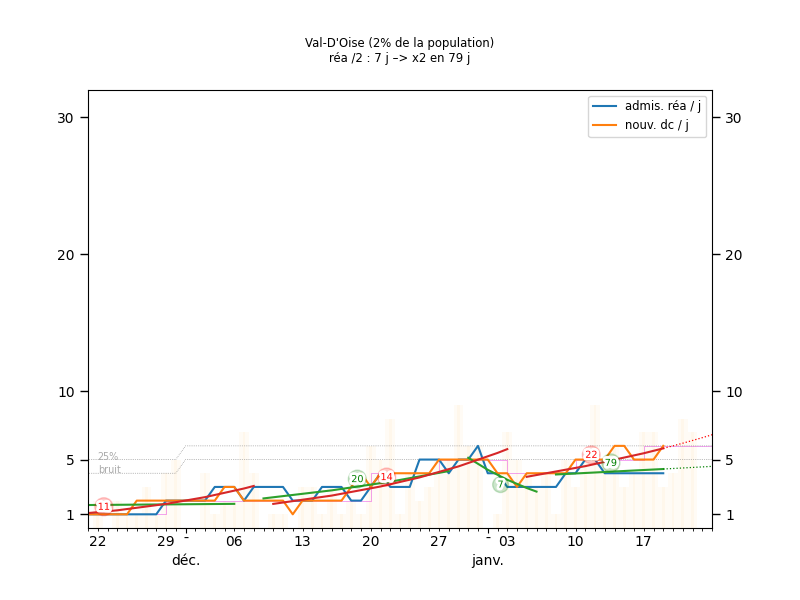 Val-D'Oise (2% de la population)
réa /2 : 7 j –> x2 en 79 j
admis. réa / j
nouv. dc / j
30 30
20 20
10 10
5 5
1 1
25%
bruit
11
20
14
7
22
79
22 29 - 06 13 20 27 - 03 10 17
déc. janv.